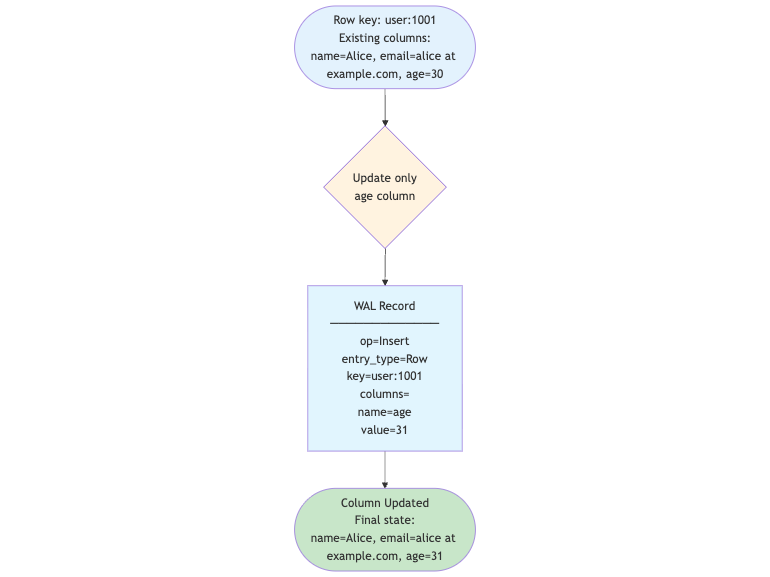 Row key: user:1001
Existing columns:
name=Alice, email=alice at
example.com, age=30
Update only
age column
WAL Record
op=Insert
entry_type=Row
key=user:1001
columns=
name=age
value=31
Column Updated
Final state:
name=Alice, email=alice at
example.com, age=31